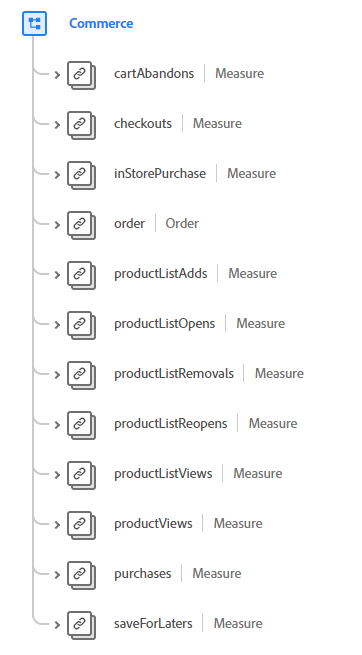 Commerce
cartAbandons Measure
checkouts Measure
inStorePurchase Measure
order Order
productListAdds Measure
productListOpens Measure
productListRemovals Measure
productListReopens Measure
productListViews Measure
productViews Measure
purchases Measure
saveForLaters Measure